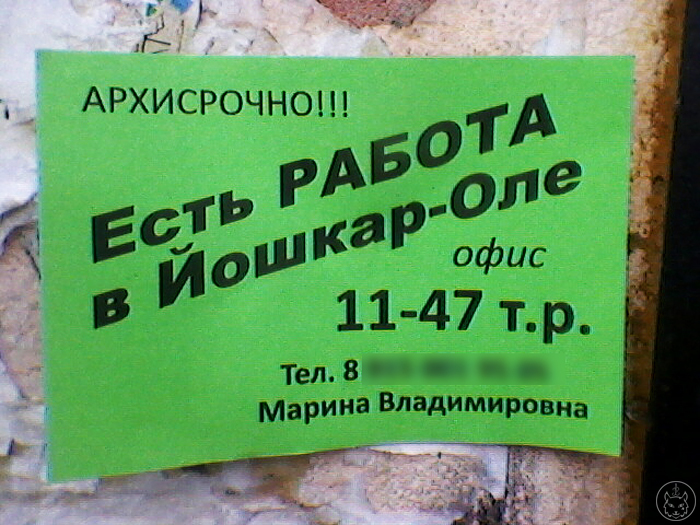 АРХИСРОЧНО!!!
Есть РАБОТА
в Йошкар-Оле
офис
11-47 т.р.
Тел. 8
Марина Владимировна